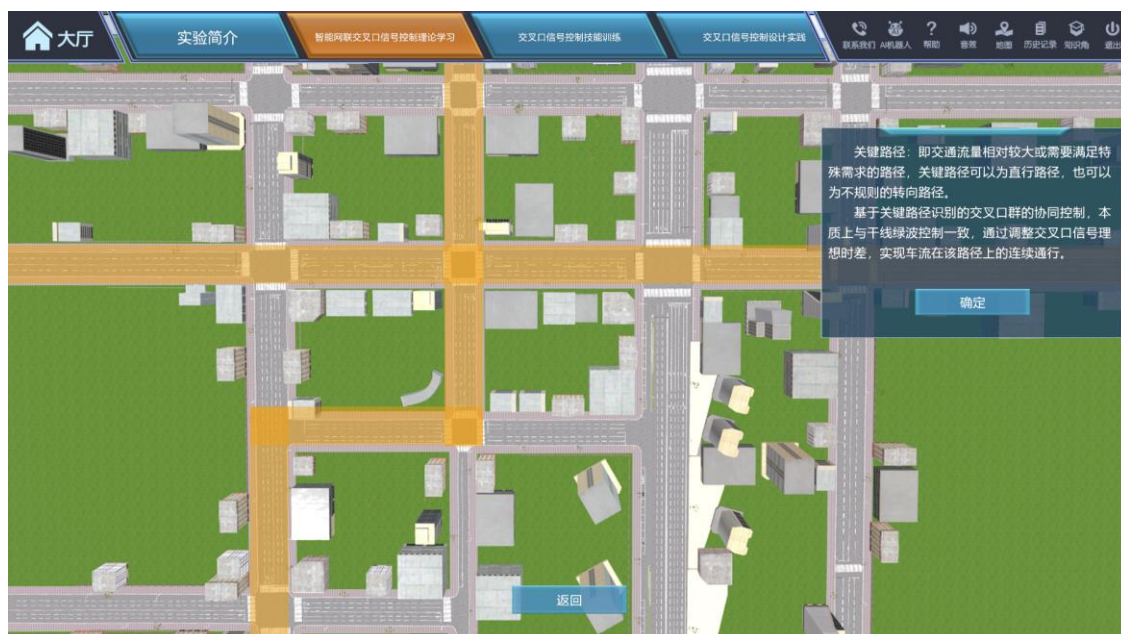 大厅
实验简介
智能网联交叉口信号控制理论学习
交叉口信号控制技能训练
交叉口信号控制设计实践
联系我们
AI机器人
帮助
音效
地图
历史记录
知识角
退出
关键路径：即交通流量相对较大或需要满足特
殊需求的路径，关键路径可以为直行路径，也可以
为不规则的转向路径。
基于关键路径识别的交叉口群的协同控制，本
质上与干线绿波控制一致，通过调整交叉口信号理
想时差，实现车流在该路径上的连续通行。
确定
返回